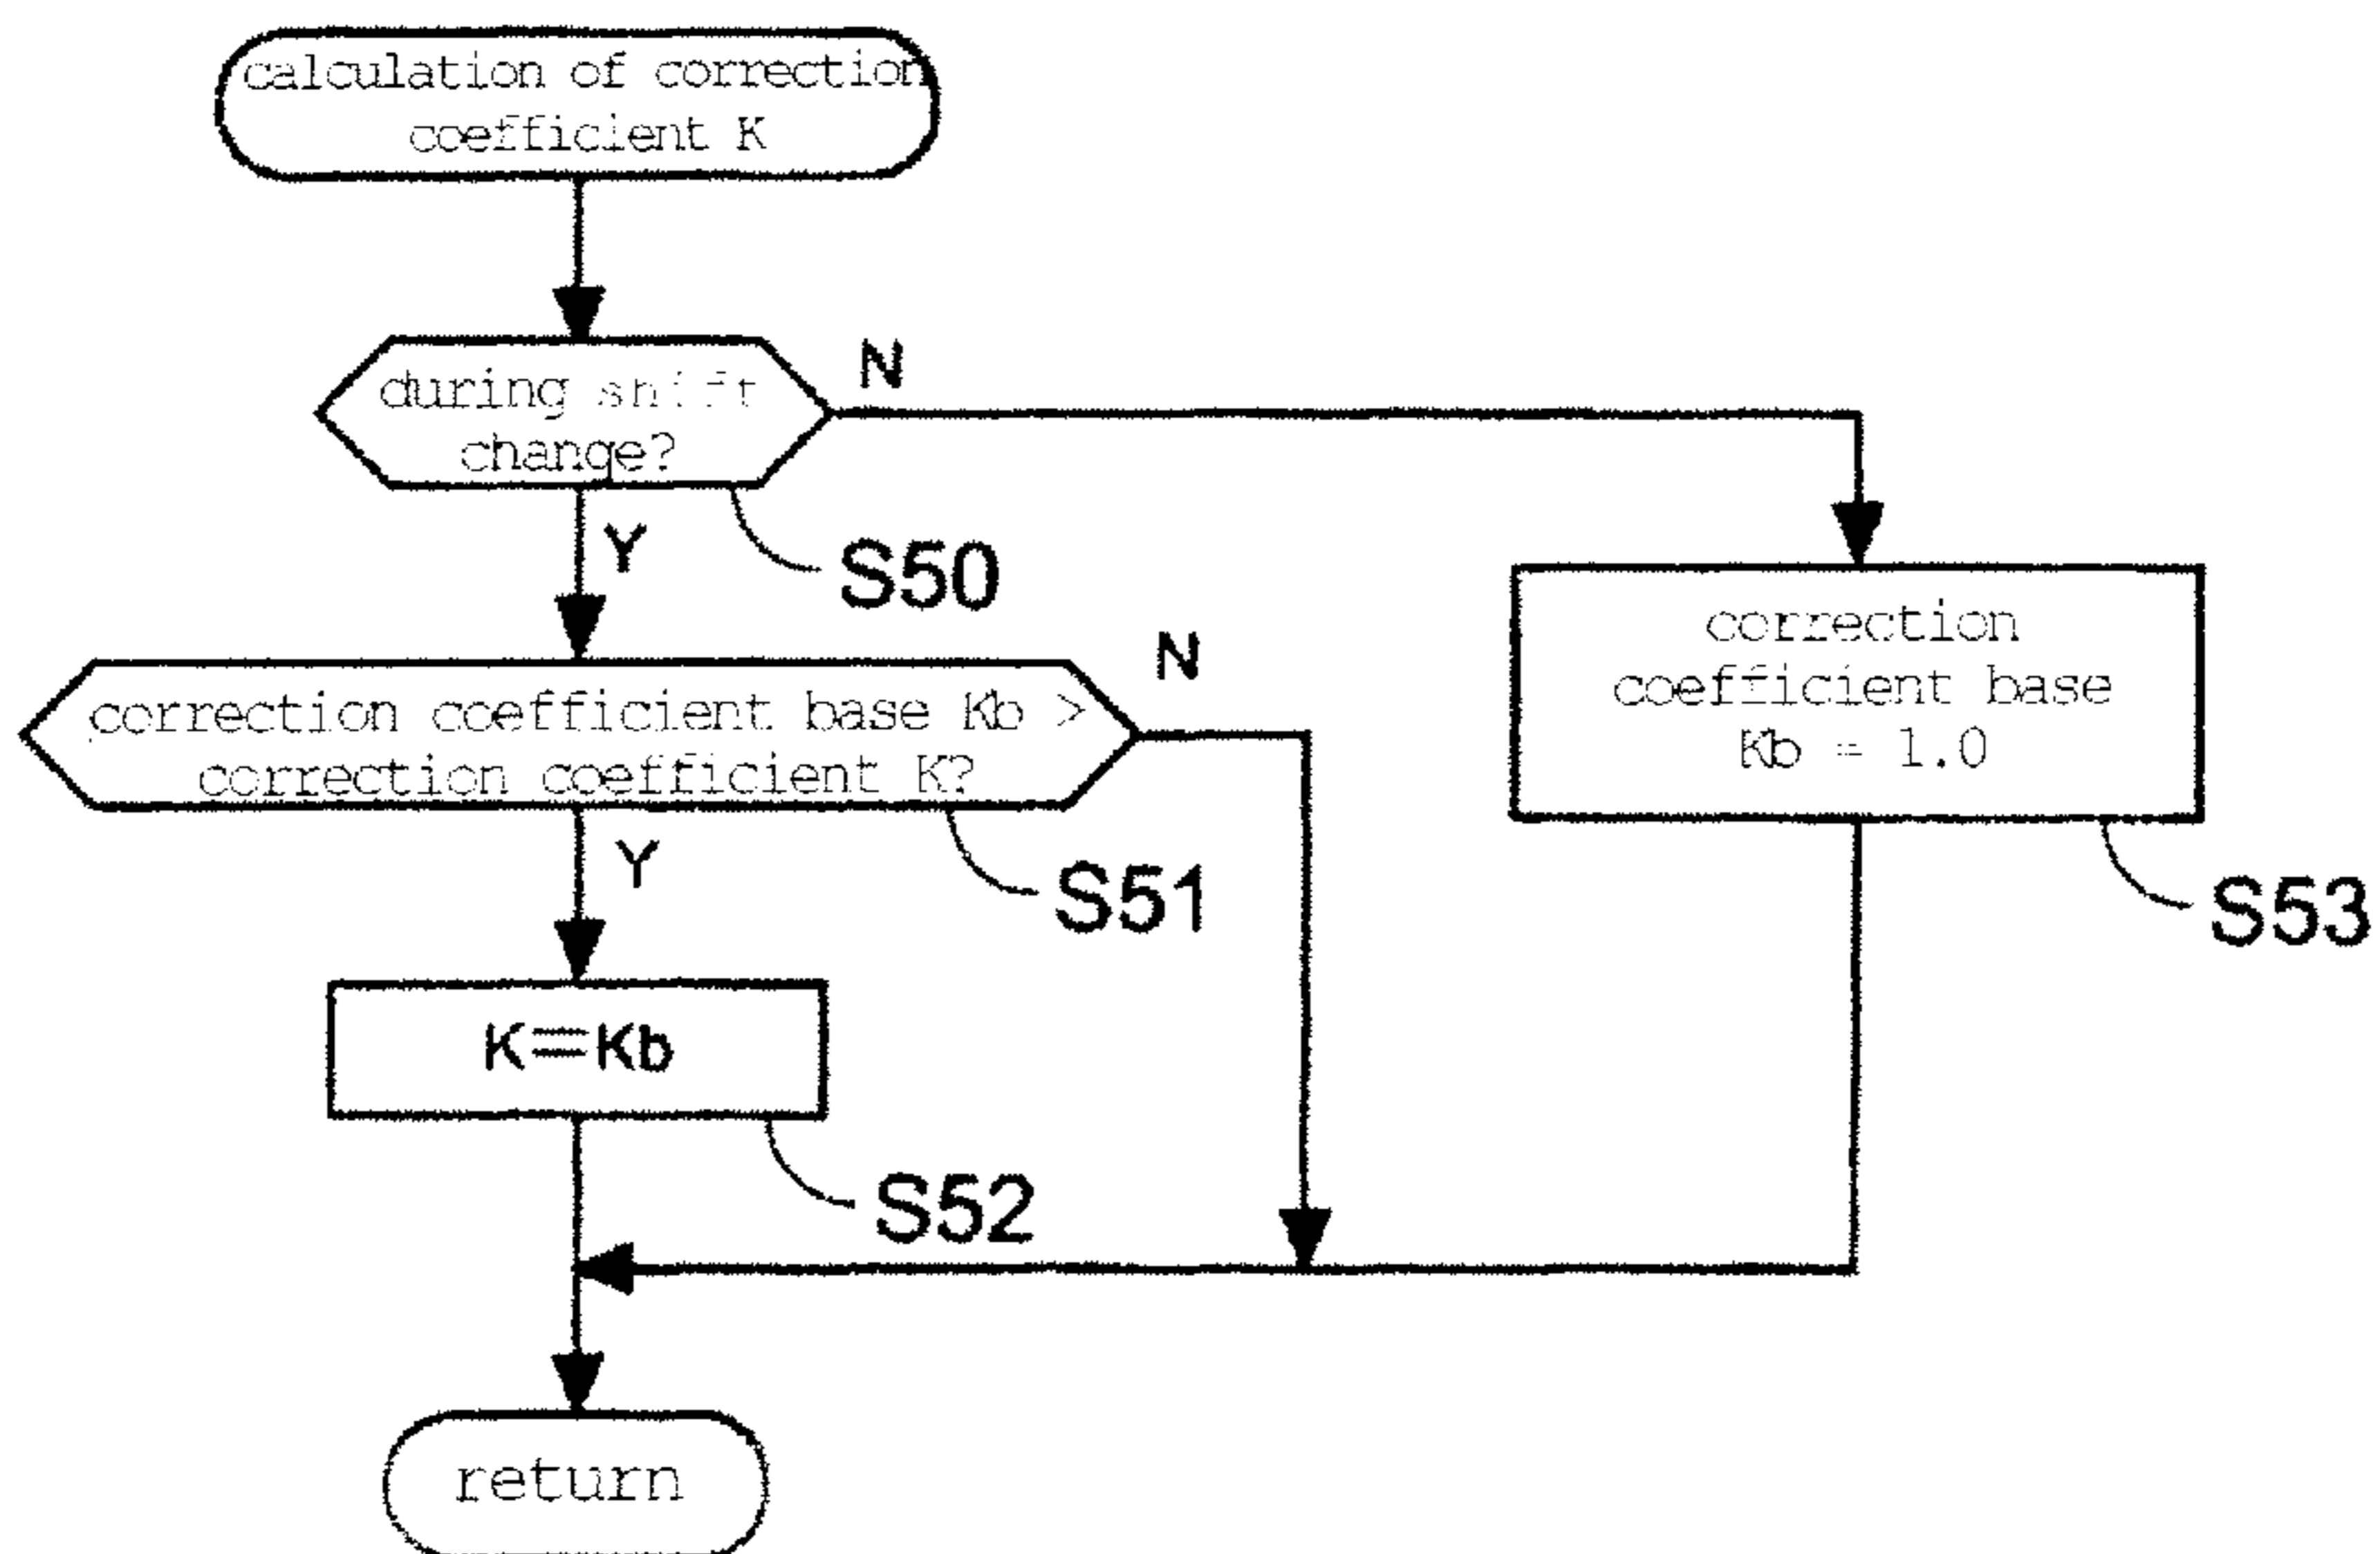 calculation of correction
coefficient K
during shift
change?
N
Y
S50
correction coefficient base Kb >
correction coefficient K?
N
Y
S51
correction
coefficient base
Kb = 1.0
S53
K=Kb
S52
return